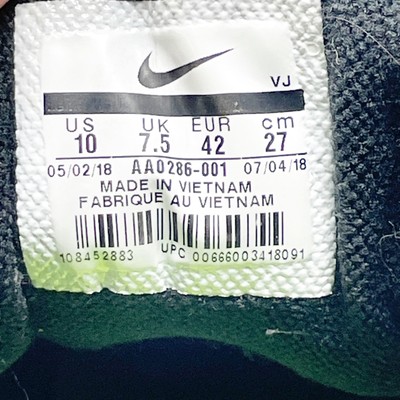 VJ
US UK EUR cm
10 7.5 42 27
05/02/18 AA0286-001 07/04/18
MADE IN VIETNAM
FABRIQUE AU VIETNAM
108452883 UPC 00666003418091